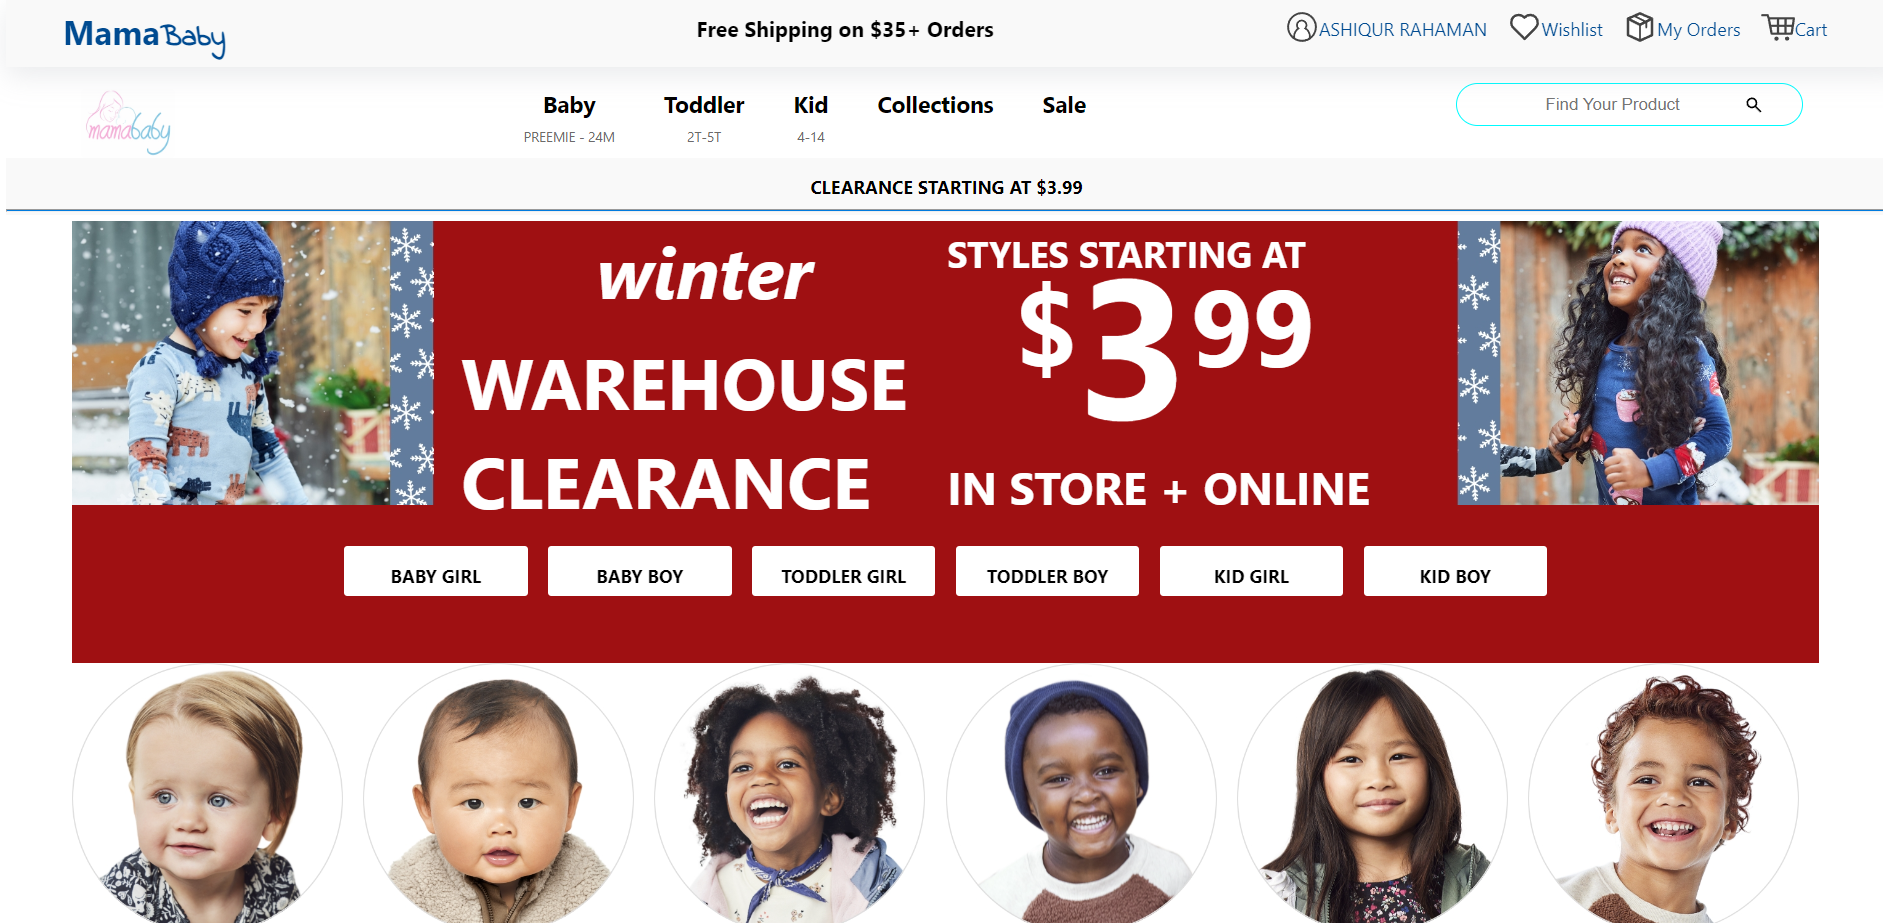 MamaBaby
Free Shipping on $35+ Orders
ASHIQUR RAHAMAN
Wishlist
My Orders
Cart
mamababy
Baby
PREEMIE - 24M
Toddler
2T-5T
Kid
4-14
Collections
Sale
Find Your Product
CLEARANCE STARTING AT $3.99
winter
WAREHOUSE
CLEARANCE
STYLES STARTING AT
$3 99
IN STORE + ONLINE
BABY GIRL
BABY BOY
TODDLER GIRL
TODDLER BOY
KID GIRL
KID BOY